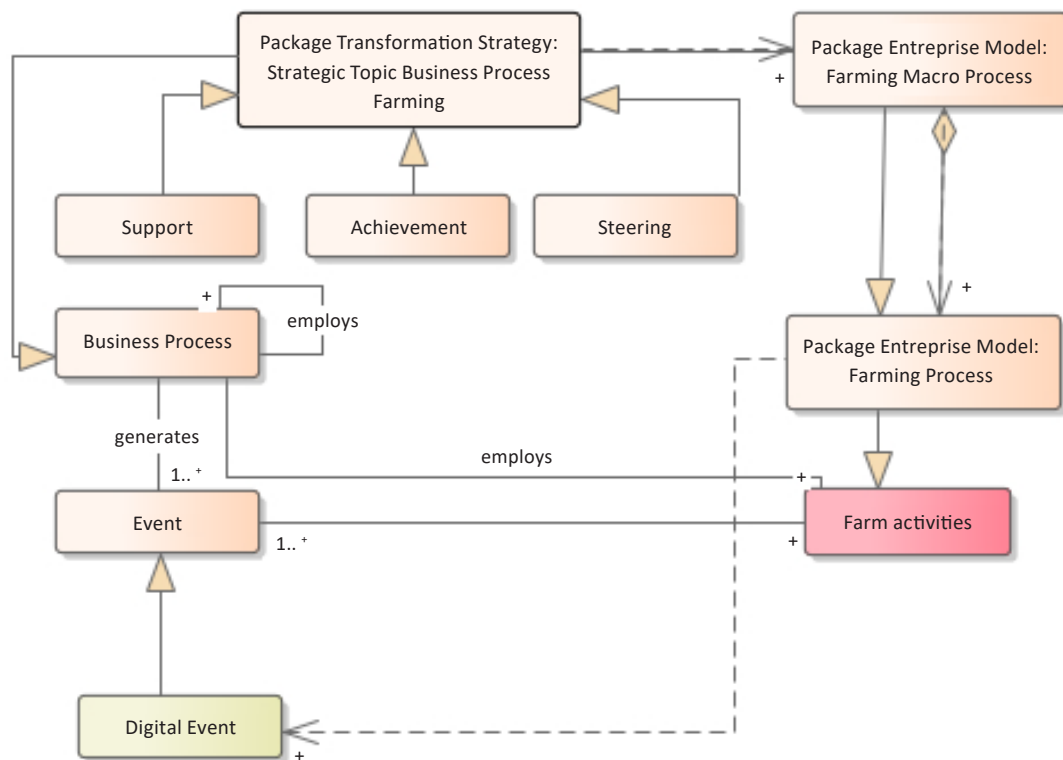 Package Transformation Strategy:
Strategic Topic Business Process
Farming
Package Entreprise Model:
Farming Macro Process
+
Support
Achievement
Steering
+
employs
+
Business Process
Package Entreprise Model:
Farming Process
generates
employs
1.. +
+
Event
Farm activities
1.. +
+
Digital Event
+